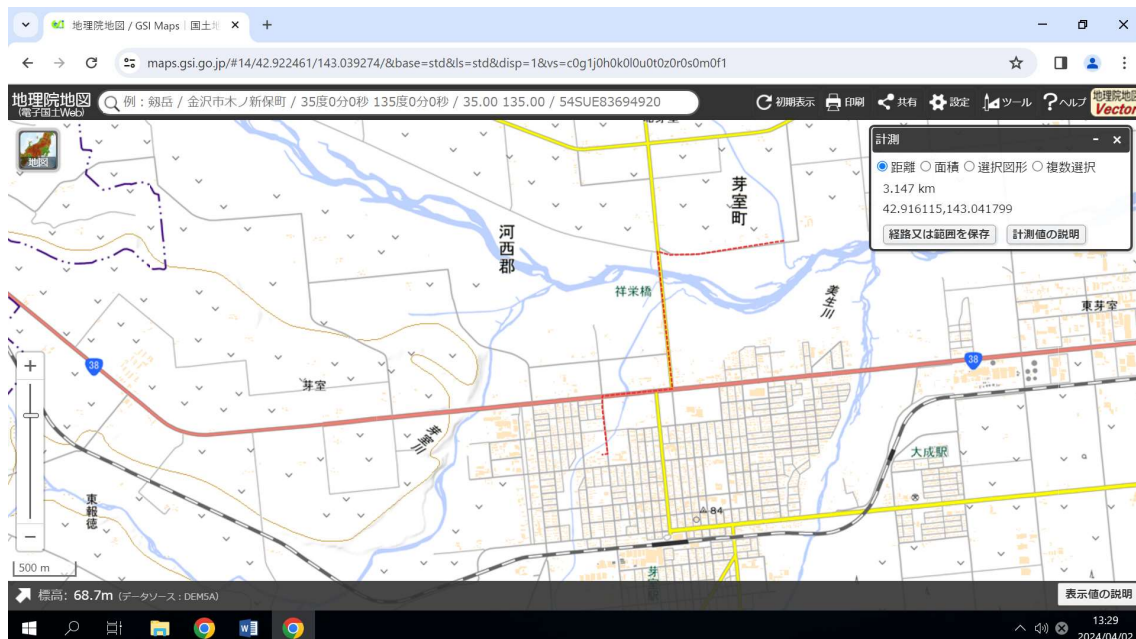 地理院地図 / GSI Maps｜国土地
maps.gsi.go.jp/#14/42.922461/143.039274/&base=std&ls=std&disp=1&vs=c0g1j0h0k0l0u0t0z0r0s0m0f1
地理院地図
(電子国土Web)
例：剱岳 / 金沢市木ノ新保町 / 35度0分0秒 135度0分0秒 / 35.00 135.00 / 54SUE83694920
初期表示 印刷 共有 設定 ツール ヘルプ
地理院地図
Vector
地図
計測
距離 面積 選択図形 複数選択
3.147 km
42.916115,143.041799
経路又は範囲を保存 計測値の説明
芽室町
河西郡
祥栄橋
美生川
東芽室
38
38
芽室
芽室川
大成駅
東報徳
84
500 m
標高: 68.7m (データソース：DEM5A)
表示値の説明
13:29
2024/04/02